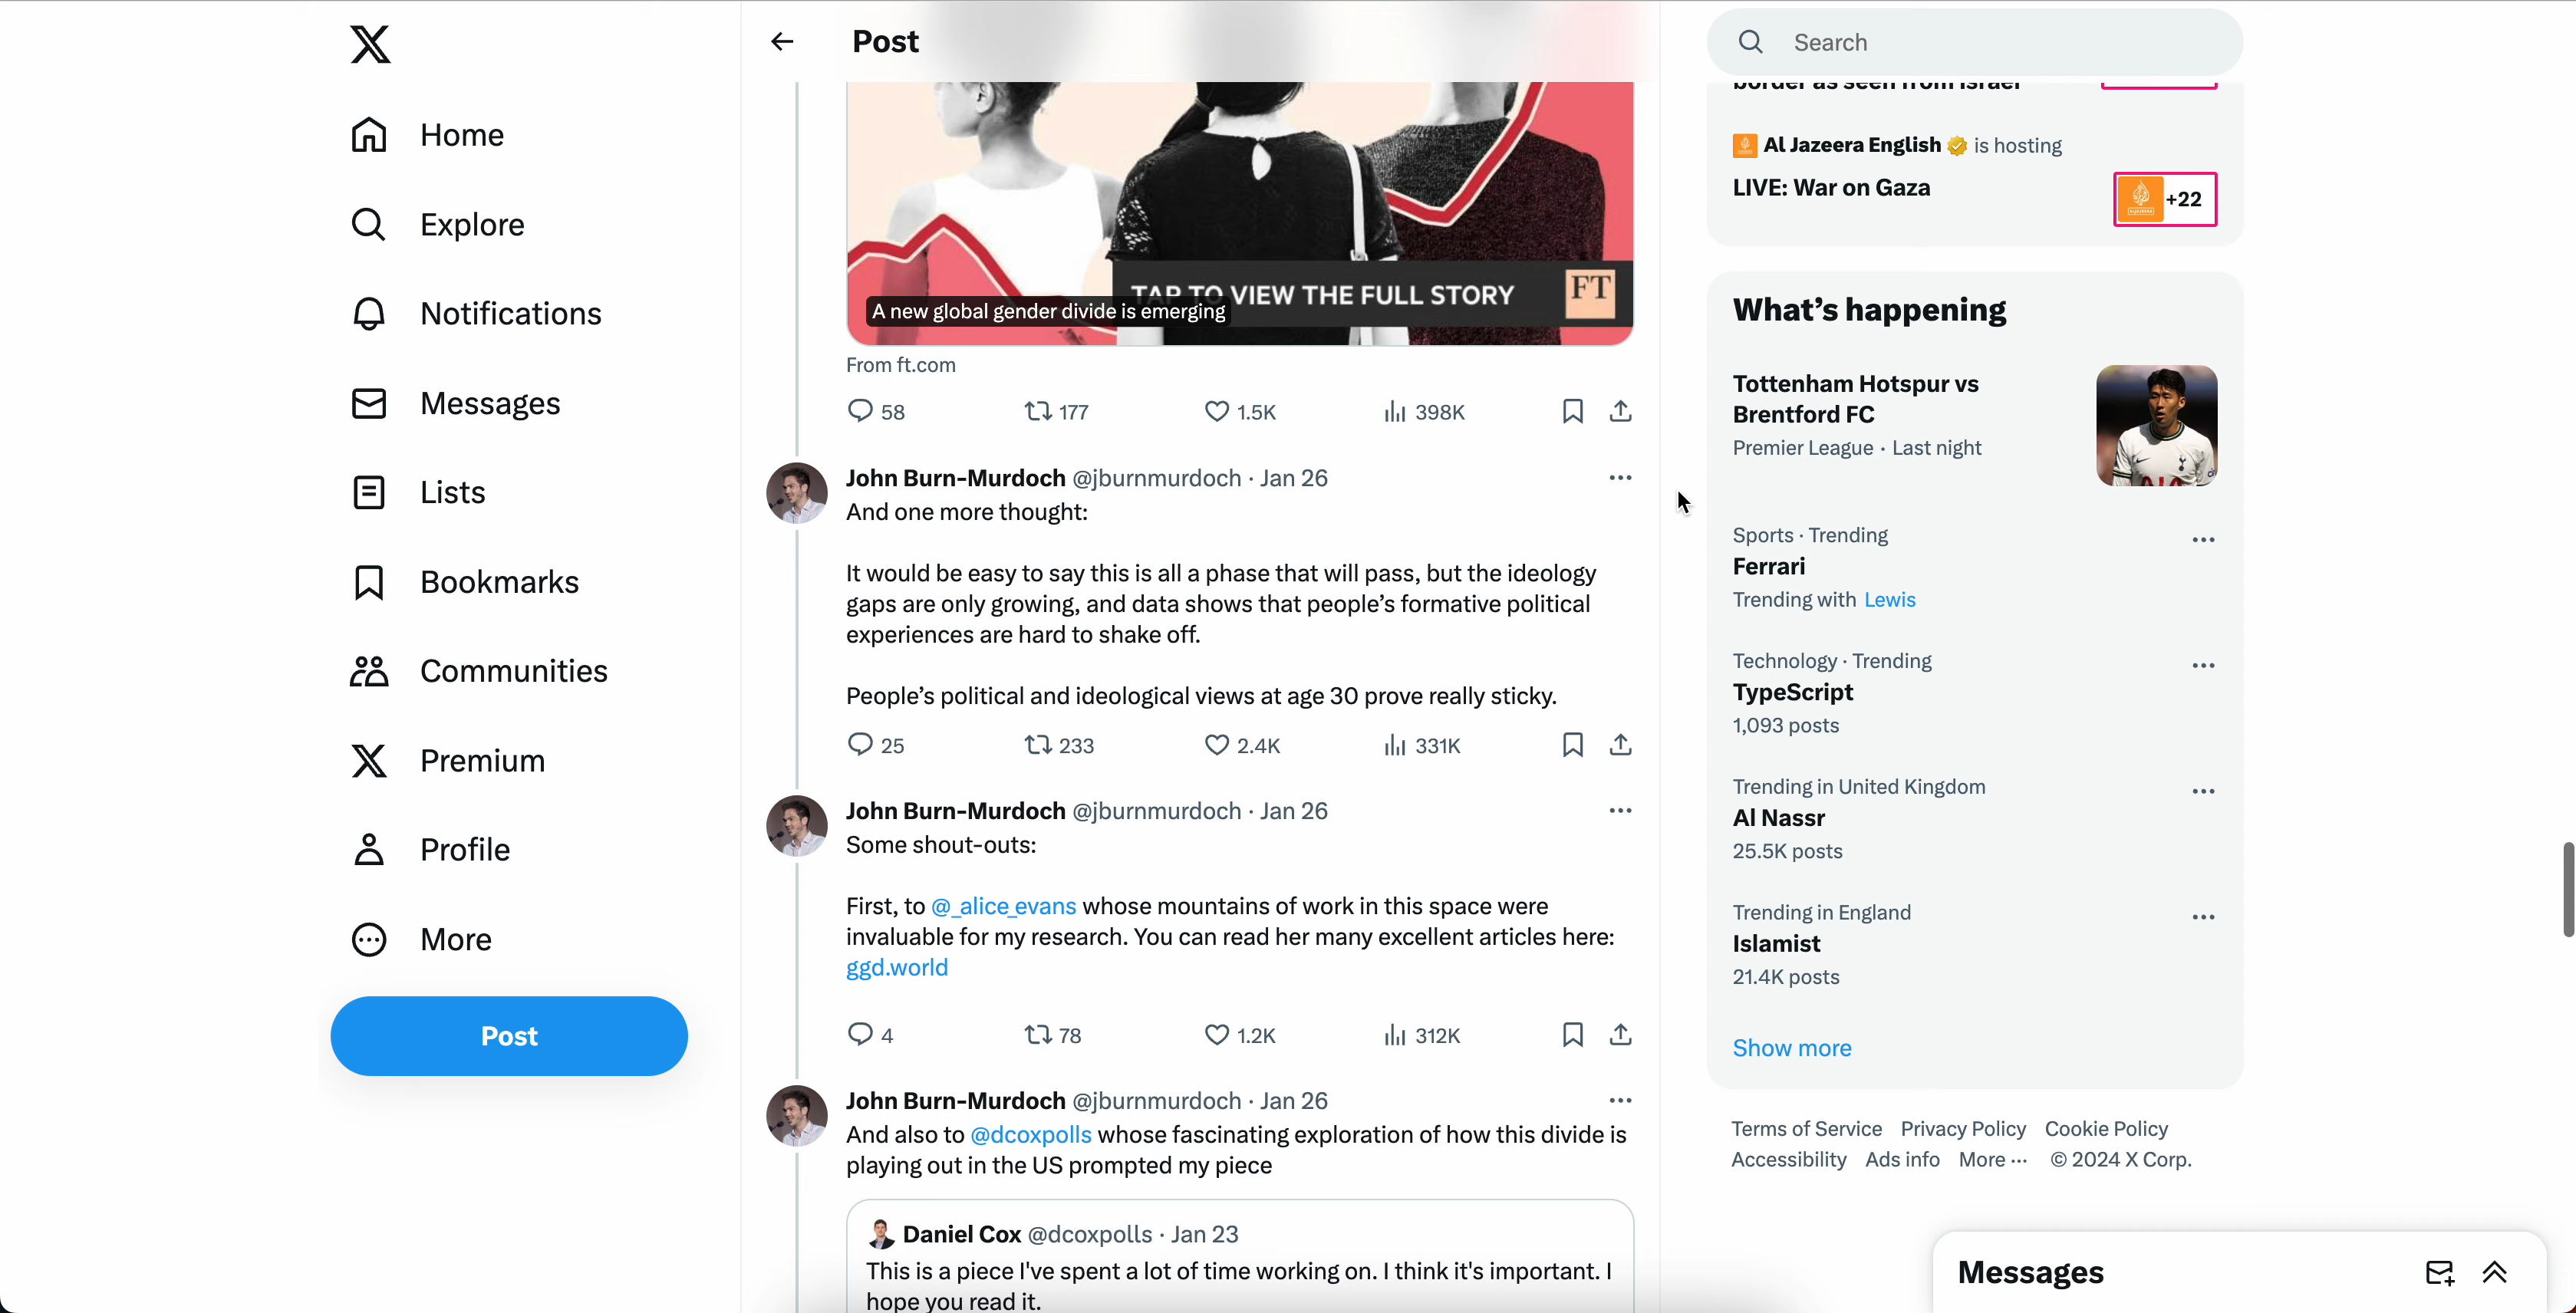 Home
Explore
Notifications
Messages
Lists
Bookmarks
Communities
Premium
Profile
More
Post
Post
TAP TO VIEW THE FULL STORY
FT
A new global gender divide is emerging
From ft.com
58 177 1.5K 398K
John Burn-Murdoch @jburnmurdoch · Jan 26
And one more thought:
It would be easy to say this is all a phase that will pass, but the ideology
gaps are only growing, and data shows that people’s formative political
experiences are hard to shake off.
People’s political and ideological views at age 30 prove really sticky.
25 233 2.4K 331K
John Burn-Murdoch @jburnmurdoch · Jan 26
Some shout-outs:
First, to @_alice_evans whose mountains of work in this space were
invaluable for my research. You can read her many excellent articles here:
ggd.world
4 78 1.2K 312K
John Burn-Murdoch @jburnmurdoch · Jan 26
And also to @dcoxpolls whose fascinating exploration of how this divide is
playing out in the US prompted my piece
Daniel Cox @dcoxpolls · Jan 23
This is a piece I've spent a lot of time working on. I think it's important. I
hope you read it.
Search
border as seen from Israel
Al Jazeera English is hosting
LIVE: War on Gaza
+22
What’s happening
Tottenham Hotspur vs
Brentford FC
Premier League · Last night
Sports · Trending
Ferrari
Trending with Lewis
Technology · Trending
TypeScript
1,093 posts
Trending in United Kingdom
Al Nassr
25.5K posts
Trending in England
Islamist
21.4K posts
Show more
Terms of Service Privacy Policy Cookie Policy
Accessibility Ads info More ··· © 2024 X Corp.
Messages